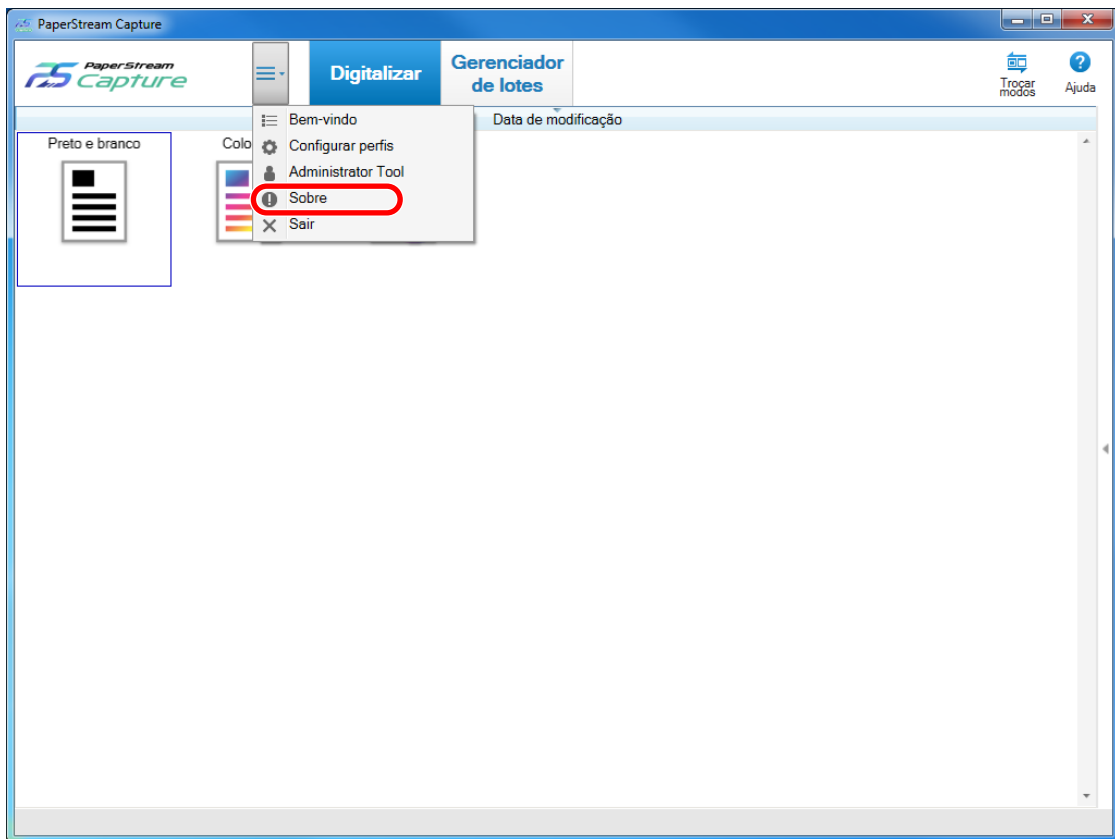 PaperStream Capture
PaperStream
Capture
Digitalizar
Gerenciador
de lotes
Trocar
modos
Ajuda
Data de modificação
Bem-vindo
Configurar perfis
Administrator Tool
Sobre
Sair
Preto e branco
Colo